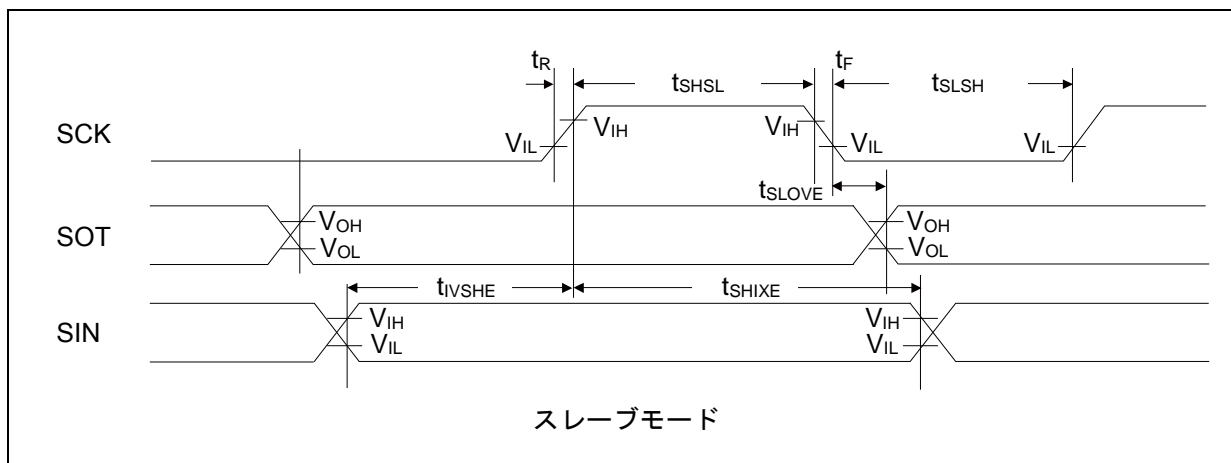 tR tSHSL tF tSLSH
SCK VIL VIH VIH VIL VIL
tSLOVE
SOT VOH VOL VOH VOL
tIVSHE tSHIXE
SIN VIH VIL VIH VIL
スレーブモード